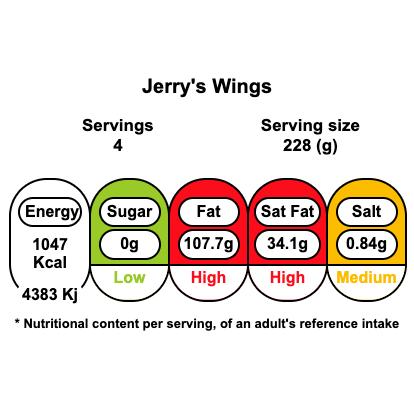 Jerry's Wings
Servings
4
Serving size
228 (g)
Energy
1047
Kcal
4383 Kj
Sugar
0g
Low
Fat
107.7g
High
Sat Fat
34.1g
High
Salt
0.84g
Medium
* Nutritional content per serving, of an adult's reference intake